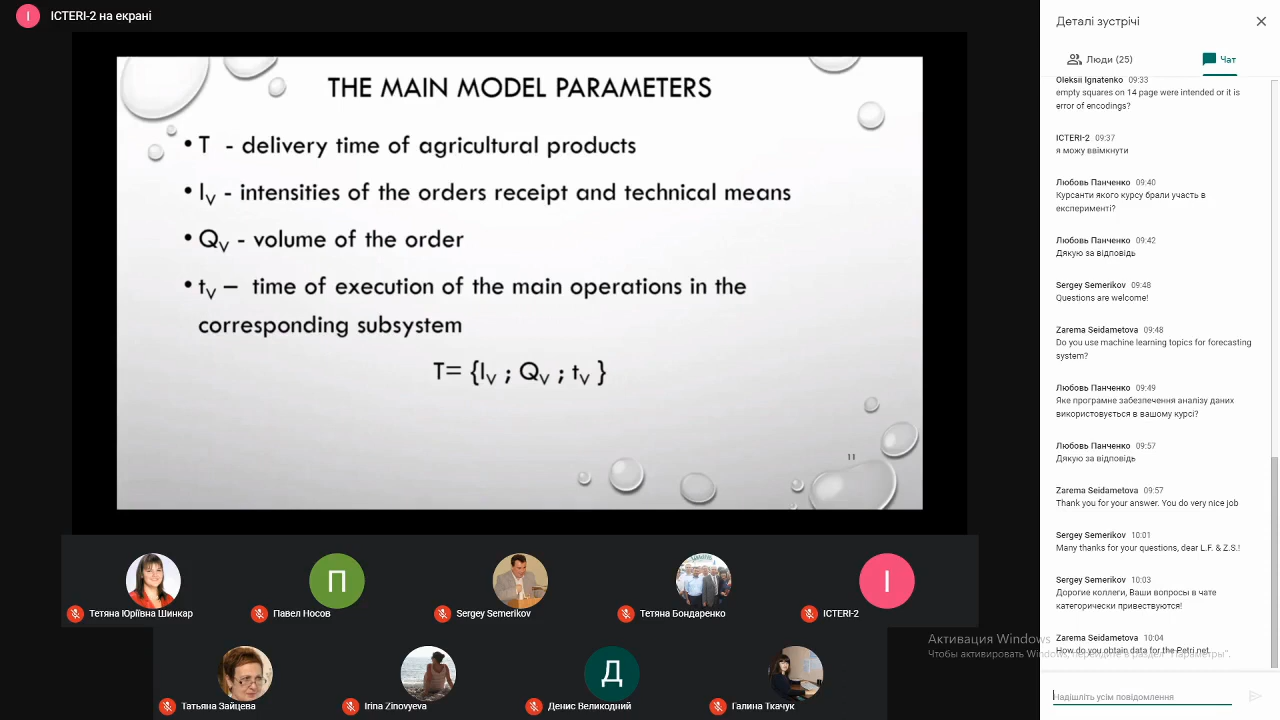 I
ICTERI-2 на екрані
THE MAIN MODEL PARAMETERS
• T - delivery time of agricultural products
• Iv - intensities of the orders receipt and technical means
• Qv - volume of the order
• tv – time of execution of the main operations in the
corresponding subsystem
T= {Iv ; Qv ; tv }
11
П
I
Тетяна Юріївна Шинкар
Павел Носов
Sergey Semerikov
Тетяна Бондаренко
ICTERI-2
Д
Татьяна Зайцева
Irina Zinovyeva
Денис Великодний
Галина Ткачук
Деталі зустрічі
Люди (25)
Чат
Oleksii Ignatenko 09:33
empty squares on 14 page were intended or it is
error of encodings?
ICTERI-2 09:37
я можу ввімкнути
Любовь Панченко 09:40
Курсанти якого курсу брали участь в
експерименті?
Любовь Панченко 09:42
Дякую за відповідь
Sergey Semerikov 09:48
Questions are welcome!
Zarema Seidametova 09:48
Do you use machine learning topics for forecasting
system?
Любовь Панченко 09:49
Яке програмне забезпечення аналізу даних
використовується в вашому курсі?
Любовь Панченко 09:57
Дякую за відповідь
Zarema Seidametova 09:57
Thank you for your answer. You do very nice job
Sergey Semerikov 10:01
Many thanks for your questions, dear L.F. & Z.S.!
Sergey Semerikov 10:03
Дорогие коллеги, Ваши вопросы в чате
категорически приветствуются!
Zarema Seidametova 10:04
How do you obtain data for the Petri net
Активация Windows
Чтобы активировать Windows, перейдите в раздел "Параметры".
Надішліть усім повідомлення